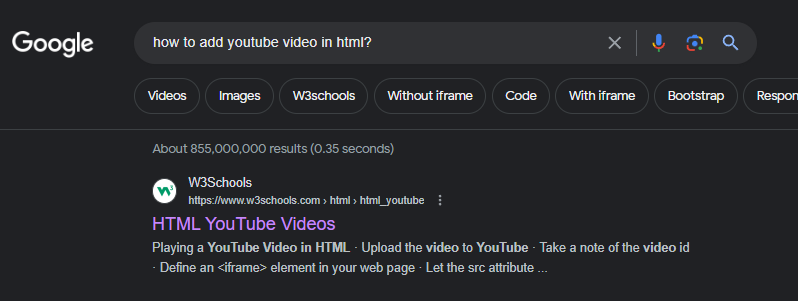 Google
how to add youtube video in html?
Videos Images W3schools Without iframe Code With iframe Bootstrap Respon
About 855,000,000 results (0.35 seconds)
W3Schools
https://www.w3schools.com › html › html_youtube
HTML YouTube Videos
Playing a YouTube Video in HTML · Upload the video to YouTube · Take a note of the video id
· Define an <iframe> element in your web page · Let the src attribute ...